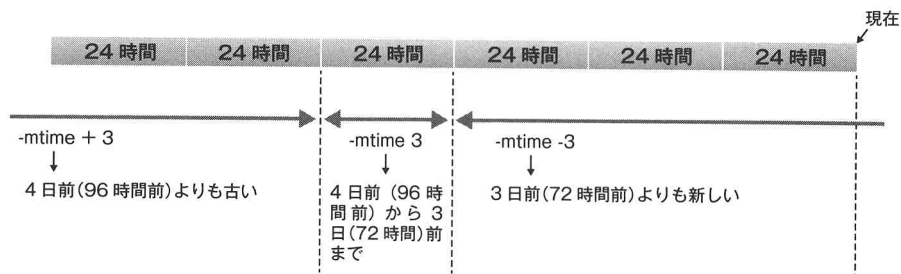 現在
24 時間 24 時間 24 時間 24 時間 24 時間 24 時間
-mtime + 3
4 日前(96 時間前)よりも古い
-mtime 3
4 日前 (96 時
間前) から 3
日(72 時間)前
まで
-mtime -3
3 日前(72 時間前)よりも新しい